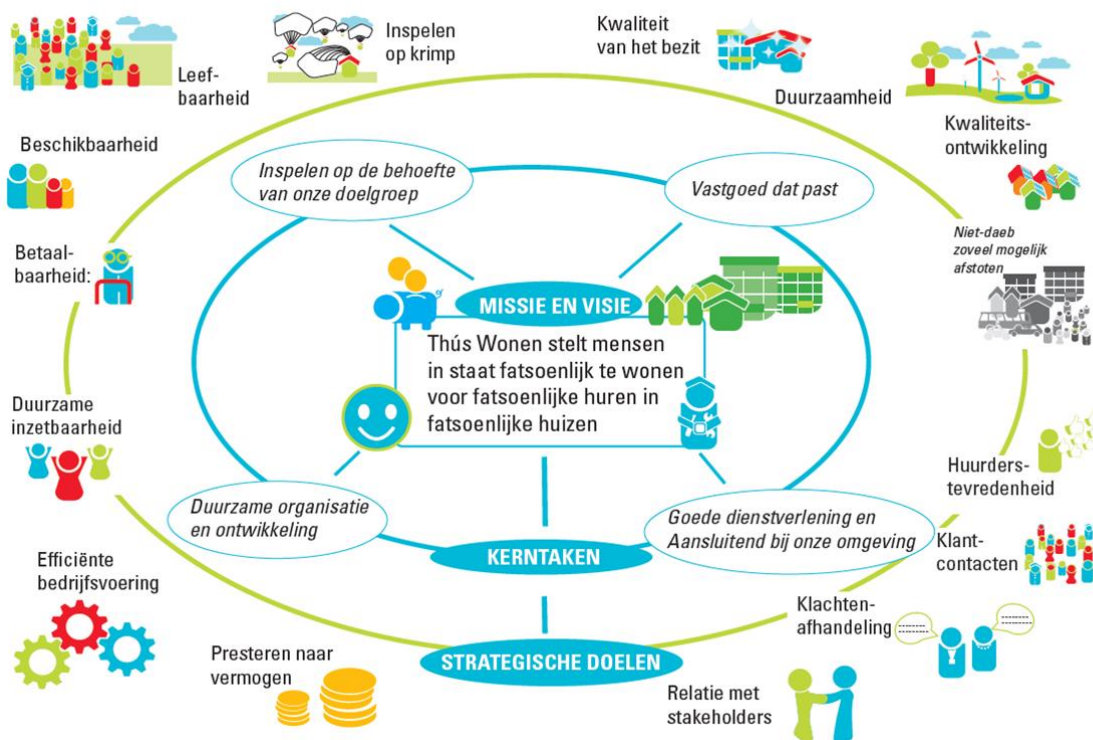 Leef-
baarheid
Inspelen
op krimp
Kwaliteit
van het bezit
Duurzaamheid
Kwaliteits-
ontwikkeling
Beschikbaarheid
Inspelen op de behoefte
van onze doelgroep
Vastgoed dat past
Niet-daeb
zoveel mogelijk
afstoten
Betaal-
baarheid:
MISSIE EN VISIE
Thús Wonen stelt mensen
in staat fatsoenlijk te wonen
voor fatsoenlijke huren in
fatsoenlijke huizen
Duurzame
inzetbaarheid
Huurders-
tevredenheid
Duurzame organisatie
en ontwikkeling
Goede dienstverlening en
Aansluitend bij onze omgeving
KERNTAKEN
Klant-
contacten
Efficiënte
bedrijfsvoering
Klachten-
afhandeling
Presteren naar
vermogen
STRATEGISCHE DOELEN
Relatie met
stakeholders